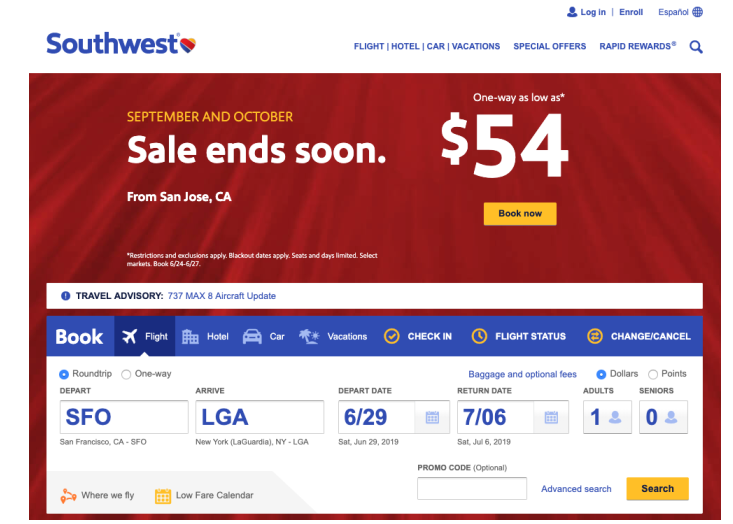 Log in | Enroll Español
Southwest
FLIGHT | HOTEL | CAR | VACATIONS SPECIAL OFFERS RAPID REWARDS®
SEPTEMBER AND OCTOBER
Sale ends soon.
From San Jose, CA
One-way as low as*
$54
Book now
*Restrictions and exclusions apply. Blackout dates apply. Seats and days limited. Select
markets. Book 6/24-6/27.
TRAVEL ADVISORY: 737 MAX 8 Aircraft Update
Book Flight Hotel Car Vacations CHECK IN FLIGHT STATUS CHANGE/CANCEL
Roundtrip One-way Baggage and optional fees Dollars Points
DEPART ARRIVE DEPART DATE RETURN DATE ADULTS SENIORS
SFO LGA 6/29 7/06 1 0
San Francisco, CA - SFO New York (LaGuardia), NY - LGA Sat, Jun 29, 2019 Sat, Jul 6, 2019
PROMO CODE (Optional)
Where we fly Low Fare Calendar Advanced search Search